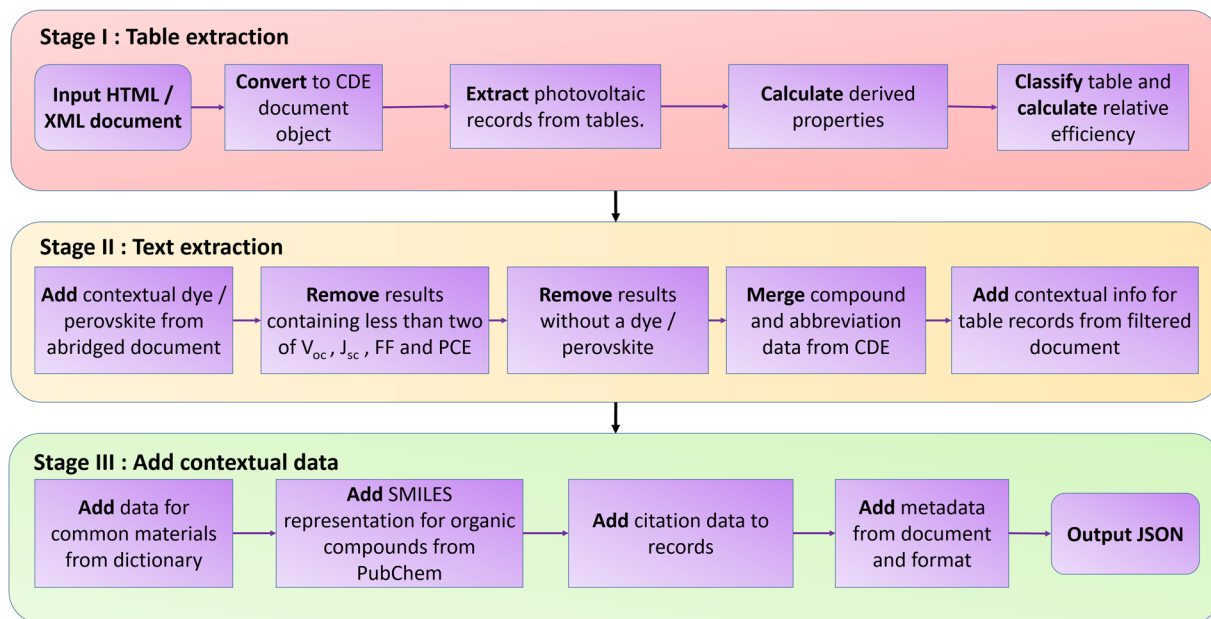 Stage I : Table extraction
Input HTML /
XML document
Convert to CDE
document
object
Extract photovoltaic
records from tables.
Calculate derived
properties
Classify table and
calculate relative
efficiency
Stage II : Text extraction
Add contextual dye /
perovskite from
abridged document
Remove results
containing less than two
of Voc , Jsc , FF and PCE
Remove results
without a dye /
perovskite
Merge compound
and abbreviation
data from CDE
Add contextual info for
table records from filtered
document
Stage III : Add contextual data
Add data for
common materials
from dictionary
Add SMILES
representation for organic
compounds from
PubChem
Add citation data to
records
Add metadata
from document
and format
Output JSON